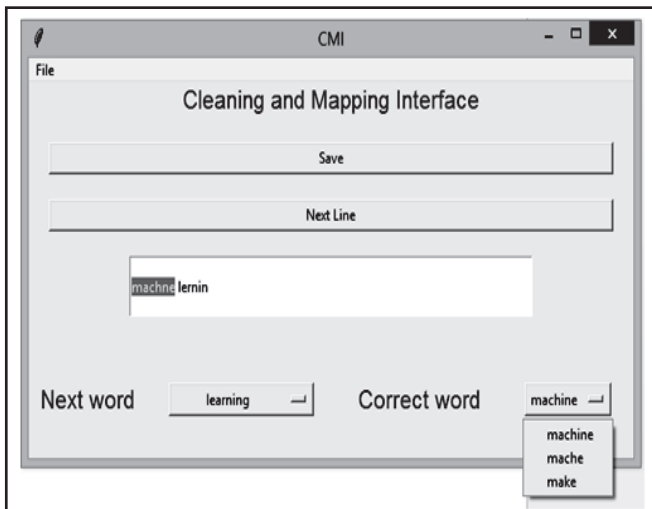 CMI
File
Cleaning and Mapping Interface
Save
Next Line
machne lernin
Next word learning Correct word machine
machine
mache
make